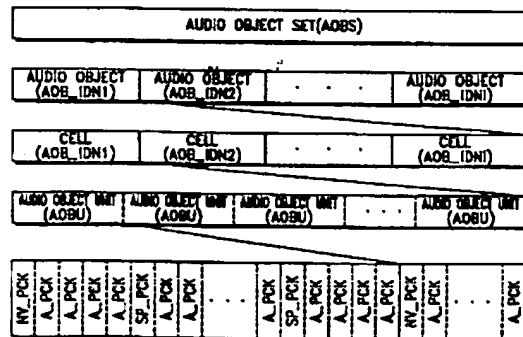 AUDIO OBJECT SET(AOBS)
AUDIO OBJECT (AOB_IDN1) AUDIO OBJECT (AOB_IDN2) . . . AUDIO OBJECT (AOB_IDNI)
CELL (AOB_IDN1) CELL (AOB_IDN2) . . . CELL (AOB_IDNI)
AUDIO OBJECT UNIT (AOBU) AUDIO OBJECT UNIT (AOBU) AUDIO OBJECT UNIT (AOBU) . . . AUDIO OBJECT UNIT (AOBU)
NV_PCK A_PCK A_PCK A_PCK A_PCK SP_PCK A_PCK A_PCK . . . A_PCK SP_PCK A_PCK A_PCK A_PCK A_PCK NV_PCK A_PCK . . . A_PCK